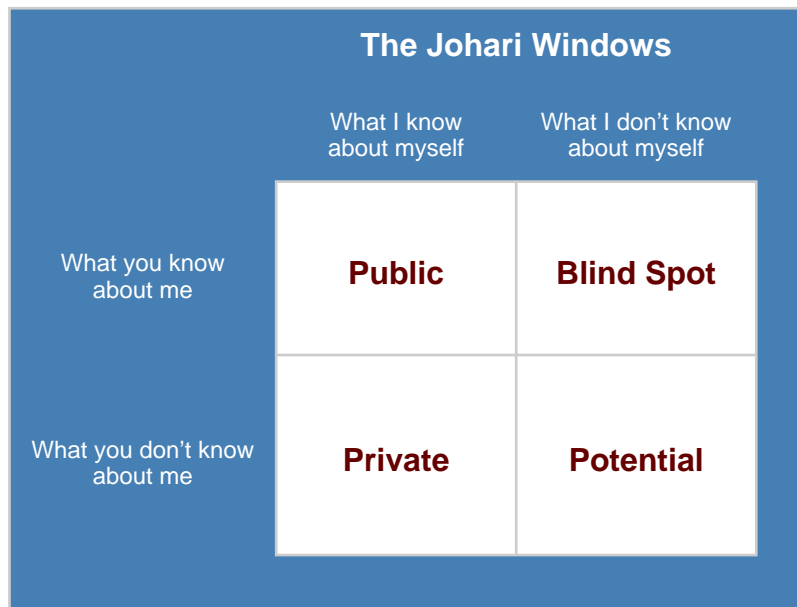 The Johari Windows
What I know
about myself
What I don’t know
about myself
What you know
about me
Public
Blind Spot
What you don’t know
about me
Private
Potential